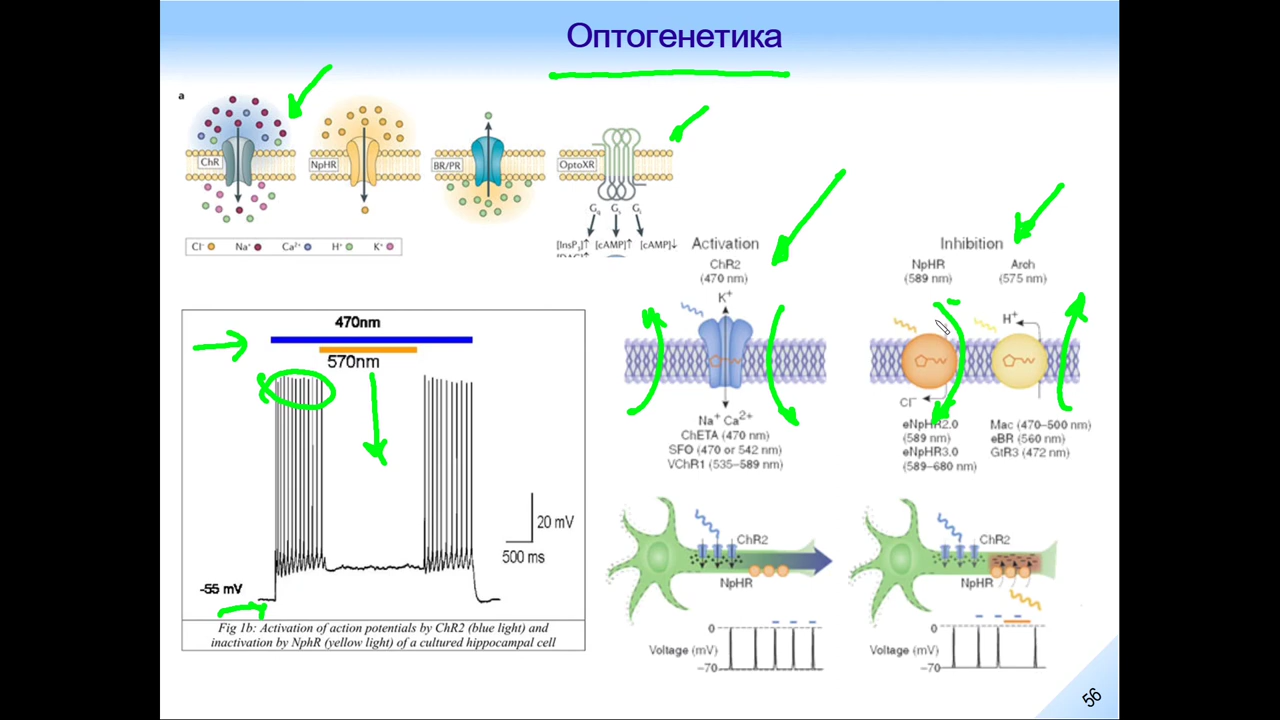 Оптогенетика
a
ChR
NpHR
BR/PR
OptoXR
Gq Gs Gi
[InsP3]↑ [cAMP]↑ [cAMP]↓
Cl⁻ Na⁺ Ca²⁺ H⁺ K⁺
Activation
ChR2
(470 nm)
K⁺
Na⁺ Ca²⁺
ChETA (470 nm)
SFO (470 or 542 nm)
VChR1 (535–589 nm)
Inhibition
NpHR
(589 nm)
Arch
(575 nm)
H⁺
Cl⁻
eNpHR2.0
(589 nm)
eNpHR3.0
(589–680 nm)
Mac (470–500 nm)
eBR (560 nm)
GtR3 (472 nm)
470nm
570nm
20 mV
500 ms
-55 mV
Fig 1b: Activation of action potentials by ChR2 (blue light) and
inactivation by NphR (yellow light) of a cultured hippocampal cell
ChR2
NpHR
0
Voltage (mV)
–70
ChR2
NpHR
0
Voltage (mV)
–70
56